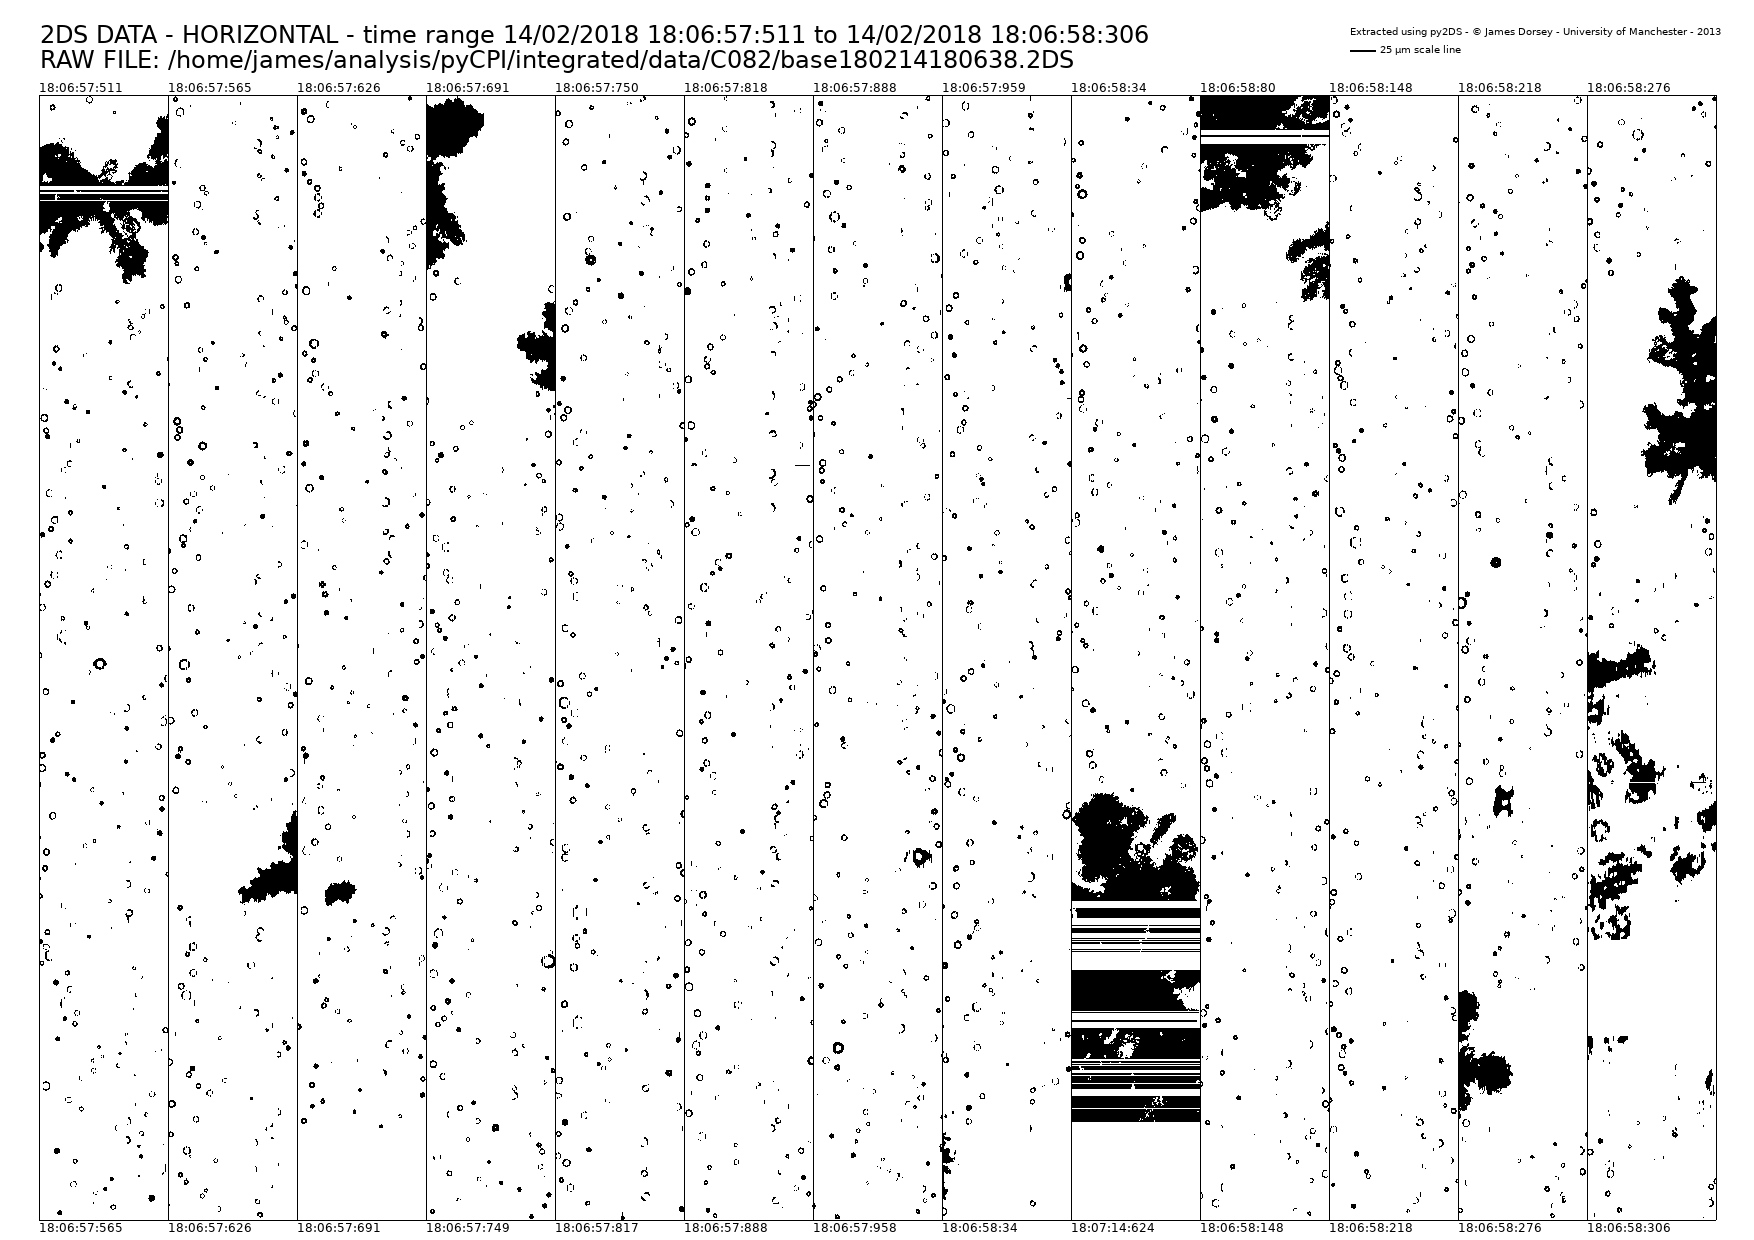 2DS DATA - HORIZONTAL - time range 14/02/2018 18:06:57:511 to 14/02/2018 18:06:58:306
RAW FILE: /home/james/analysis/pyCPI/integrated/data/C082/base180214180638.2DS
Extracted using py2DS - © James Dorsey - University of Manchester - 2013
25 µm scale line
18:06:57:511 18:06:57:565 18:06:57:626 18:06:57:691 18:06:57:750 18:06:57:818 18:06:57:888 18:06:57:959 18:06:58:34 18:06:58:80 18:06:58:148 18:06:58:218 18:06:58:276
18:06:57:565 18:06:57:626 18:06:57:691 18:06:57:749 18:06:57:817 18:06:57:888 18:06:57:958 18:06:58:34 18:07:14:624 18:06:58:148 18:06:58:218 18:06:58:276 18:06:58:306